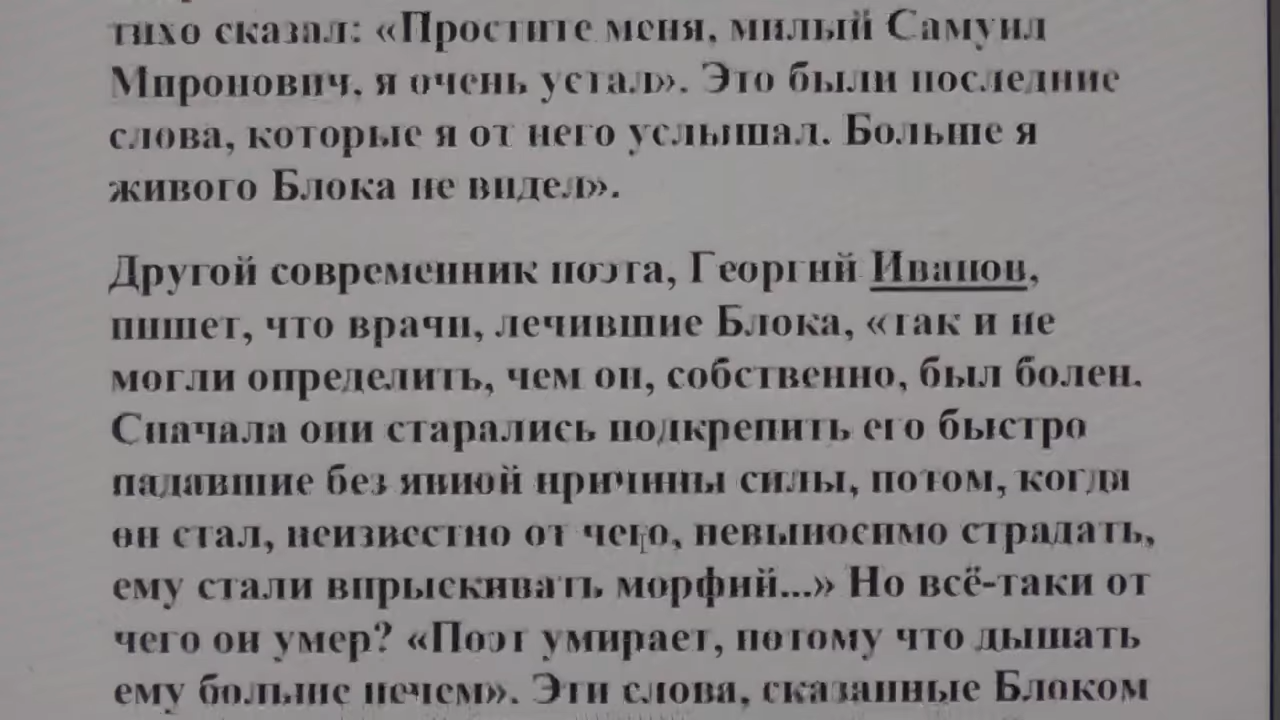 тихо сказал: «Простите меня, милый Самуил
Миронович, я очень устал». Это были последние
слова, которые я от него услышал. Больше я
живого Блока не видел».
Другой современник поэта, Георгий Иванов,
пишет, что врачи, лечившие Блока, «так и не
могли определить, чем он, собственно, был болен.
Сначала они старались подкрепить его быстро
падавшие без явной причины силы, потом, когда
он стал, неизвестно от чего, невыносимо страдать,
ему стали впрыскивать морфий...» Но всё-таки от
чего он умер? «Поэт умирает, потому что дышать
ему больше нечем». Эти слова, сказанные Блоком